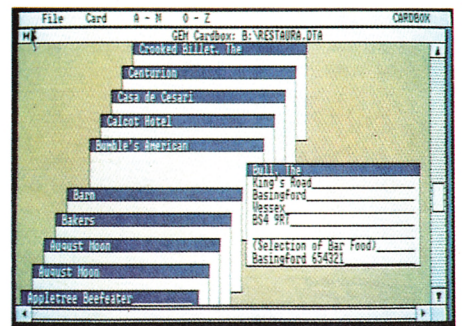 File Card A - N O - Z CARDBOX
GEM Cardbox: B:\RESTAURA.DTA
Crooked Billet, The
Centurion
Casa de Cesari
Calcot Hotel
Bumble's American
Bull, The
King's Road
Basingford
Wessex
BS4 9RT
(Selection of Bar Food)
Basingford 654321
Barn
Bakers
August Moon
August Moon
Appletree Beefeater